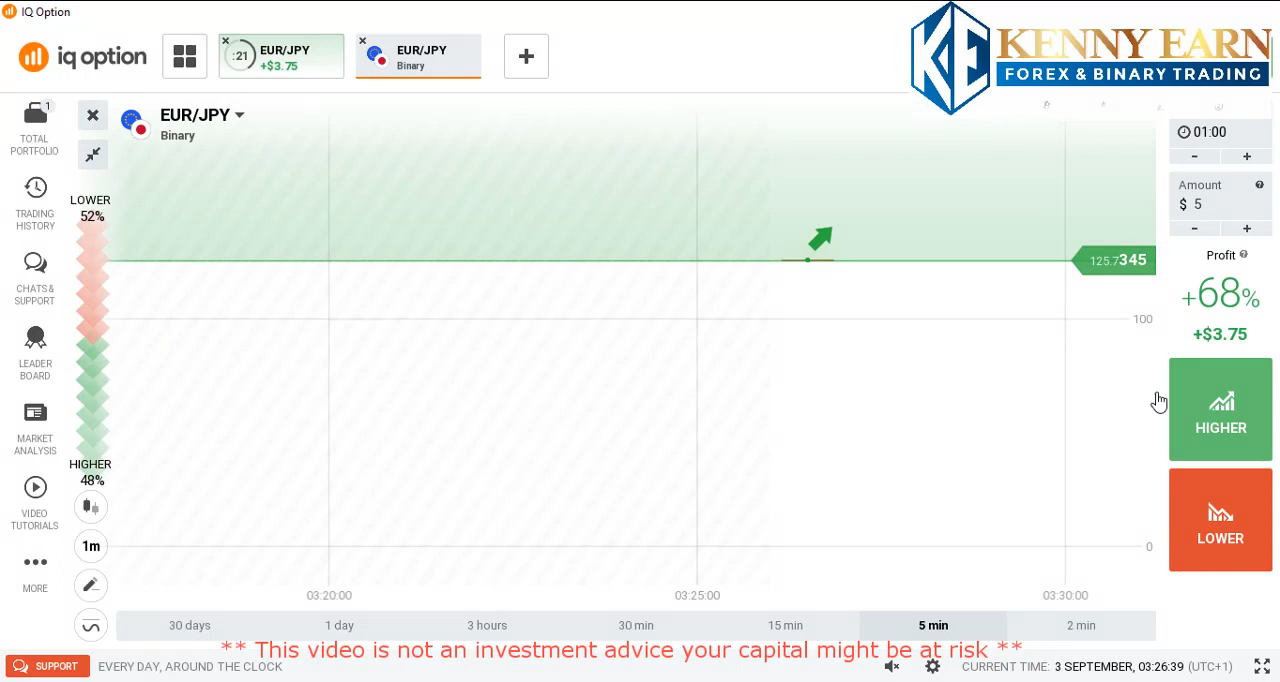 IQ Option
iq option
:21
EUR/JPY
+$3.75
EUR/JPY
Binary
KENNY EARN
FOREX & BINARY TRADING
1
TOTAL
PORTFOLIO
TRADING
HISTORY
CHATS &
SUPPORT
LEADER
BOARD
MARKET
ANALYSIS
VIDEO
TUTORIALS
MORE
EUR/JPY
Binary
LOWER
52%
HIGHER
48%
1m
125.7345
100
0
03:20:00
03:25:00
03:30:00
30 days
1 day
3 hours
30 min
15 min
5 min
2 min
01:00
- +
Amount
$ 5
- +
Profit
+68%
+$3.75
HIGHER
LOWER
** This video is not an investment advice your capital might be at risk **
SUPPORT
EVERY DAY, AROUND THE CLOCK
CURRENT TIME: 3 SEPTEMBER, 03:26:39 (UTC+1)